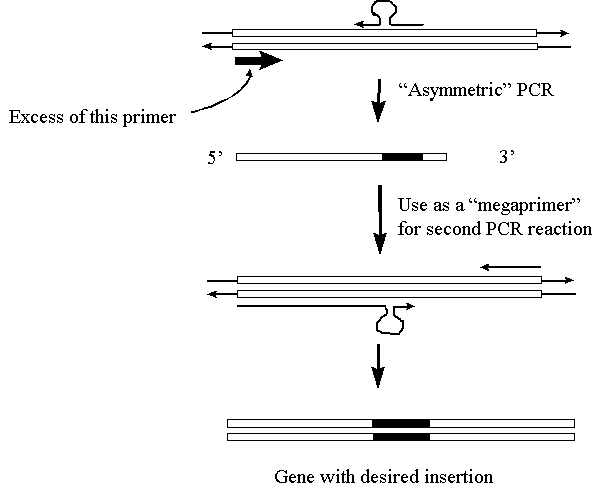 “Asymmetric” PCR
Excess of this primer
5’ 3’
Use as a “megaprimer”
for second PCR reaction
Gene with desired insertion